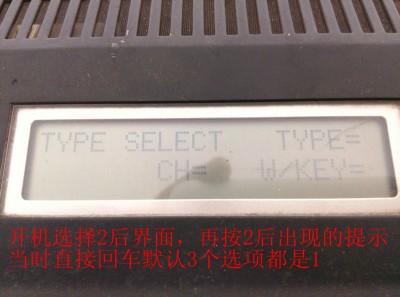 TYPE SELECT TYPE=
CH= W/KEY=
开机选择2后界面，再按2后出现的提示
当时直接回车默认3个选项都是1